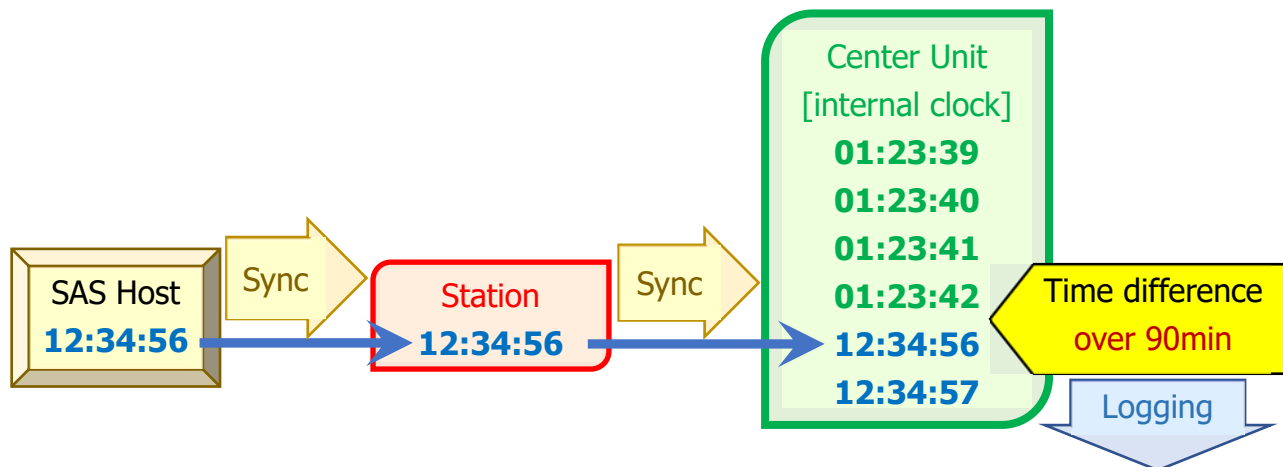 SAS Host
12:34:56
Sync
Station
12:34:56
Sync
Center Unit
[internal clock]
01:23:39
01:23:40
01:23:41
01:23:42
12:34:56
12:34:57
Time difference
over 90min
Logging